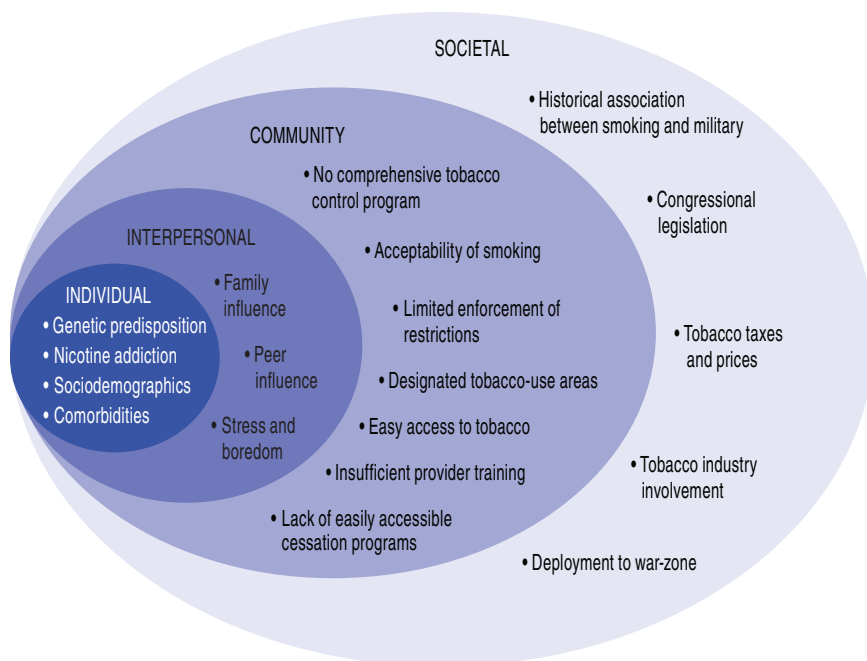 SOCIETAL
• Historical association
between smoking and military
• Congressional
legislation
• Tobacco taxes
and prices
• Tobacco industry
involvement
• Deployment to war-zone
COMMUNITY
• No comprehensive tobacco
control program
• Acceptability of smoking
• Limited enforcement of
restrictions
• Designated tobacco-use areas
• Easy access to tobacco
• Insufficient provider training
• Lack of easily accessible
cessation programs
INTERPERSONAL
• Family
influence
• Peer
influence
• Stress and
boredom
INDIVIDUAL
• Genetic predisposition
• Nicotine addiction
• Sociodemographics
• Comorbidities